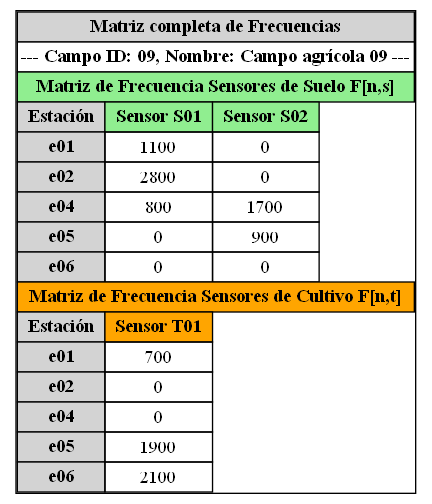 Matriz completa de Frecuencias
--- Campo ID: 09, Nombre: Campo agrícola 09 ---
Matriz de Frecuencia Sensores de Suelo F[n,s]
Estación Sensor S01 Sensor S02
e01 1100 0
e02 2800 0
e04 800 1700
e05 0 900
e06 0 0
Matriz de Frecuencia Sensores de Cultivo F[n,t]
Estación Sensor T01
e01 700
e02 0
e04 0
e05 1900
e06 2100